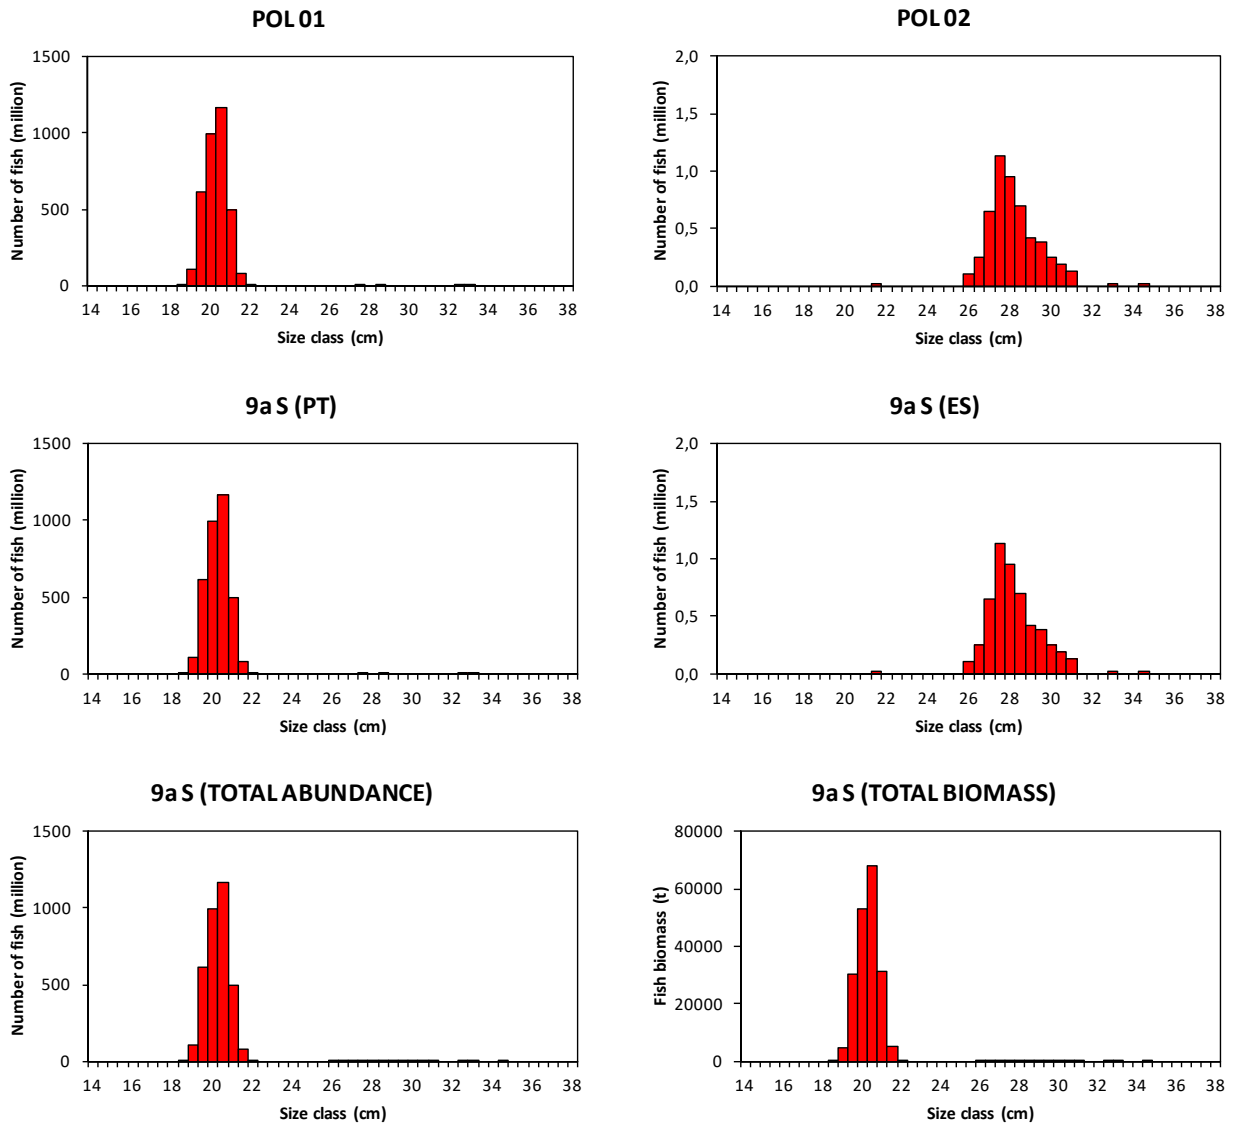 POL 01
Number of fish (million)
1500
1000
500
0
14 16 18 20 22 24 26 28 30 32 34 36 38
Size class (cm)
POL 02
Number of fish (million)
2,0
1,5
1,0
0,5
0,0
14 16 18 20 22 24 26 28 30 32 34 36 38
Size class (cm)
9a S (PT)
Number of fish (million)
1500
1000
500
0
14 16 18 20 22 24 26 28 30 32 34 36 38
Size class (cm)
9a S (ES)
Number of fish (million)
2,0
1,5
1,0
0,5
0,0
14 16 18 20 22 24 26 28 30 32 34 36 38
Size class (cm)
9a S (TOTAL ABUNDANCE)
Number of fish (million)
1500
1000
500
0
14 16 18 20 22 24 26 28 30 32 34 36 38
Size class (cm)
9a S (TOTAL BIOMASS)
Fish biomass (t)
80000
60000
40000
20000
0
14 16 18 20 22 24 26 28 30 32 34 36 38
Size class (cm)